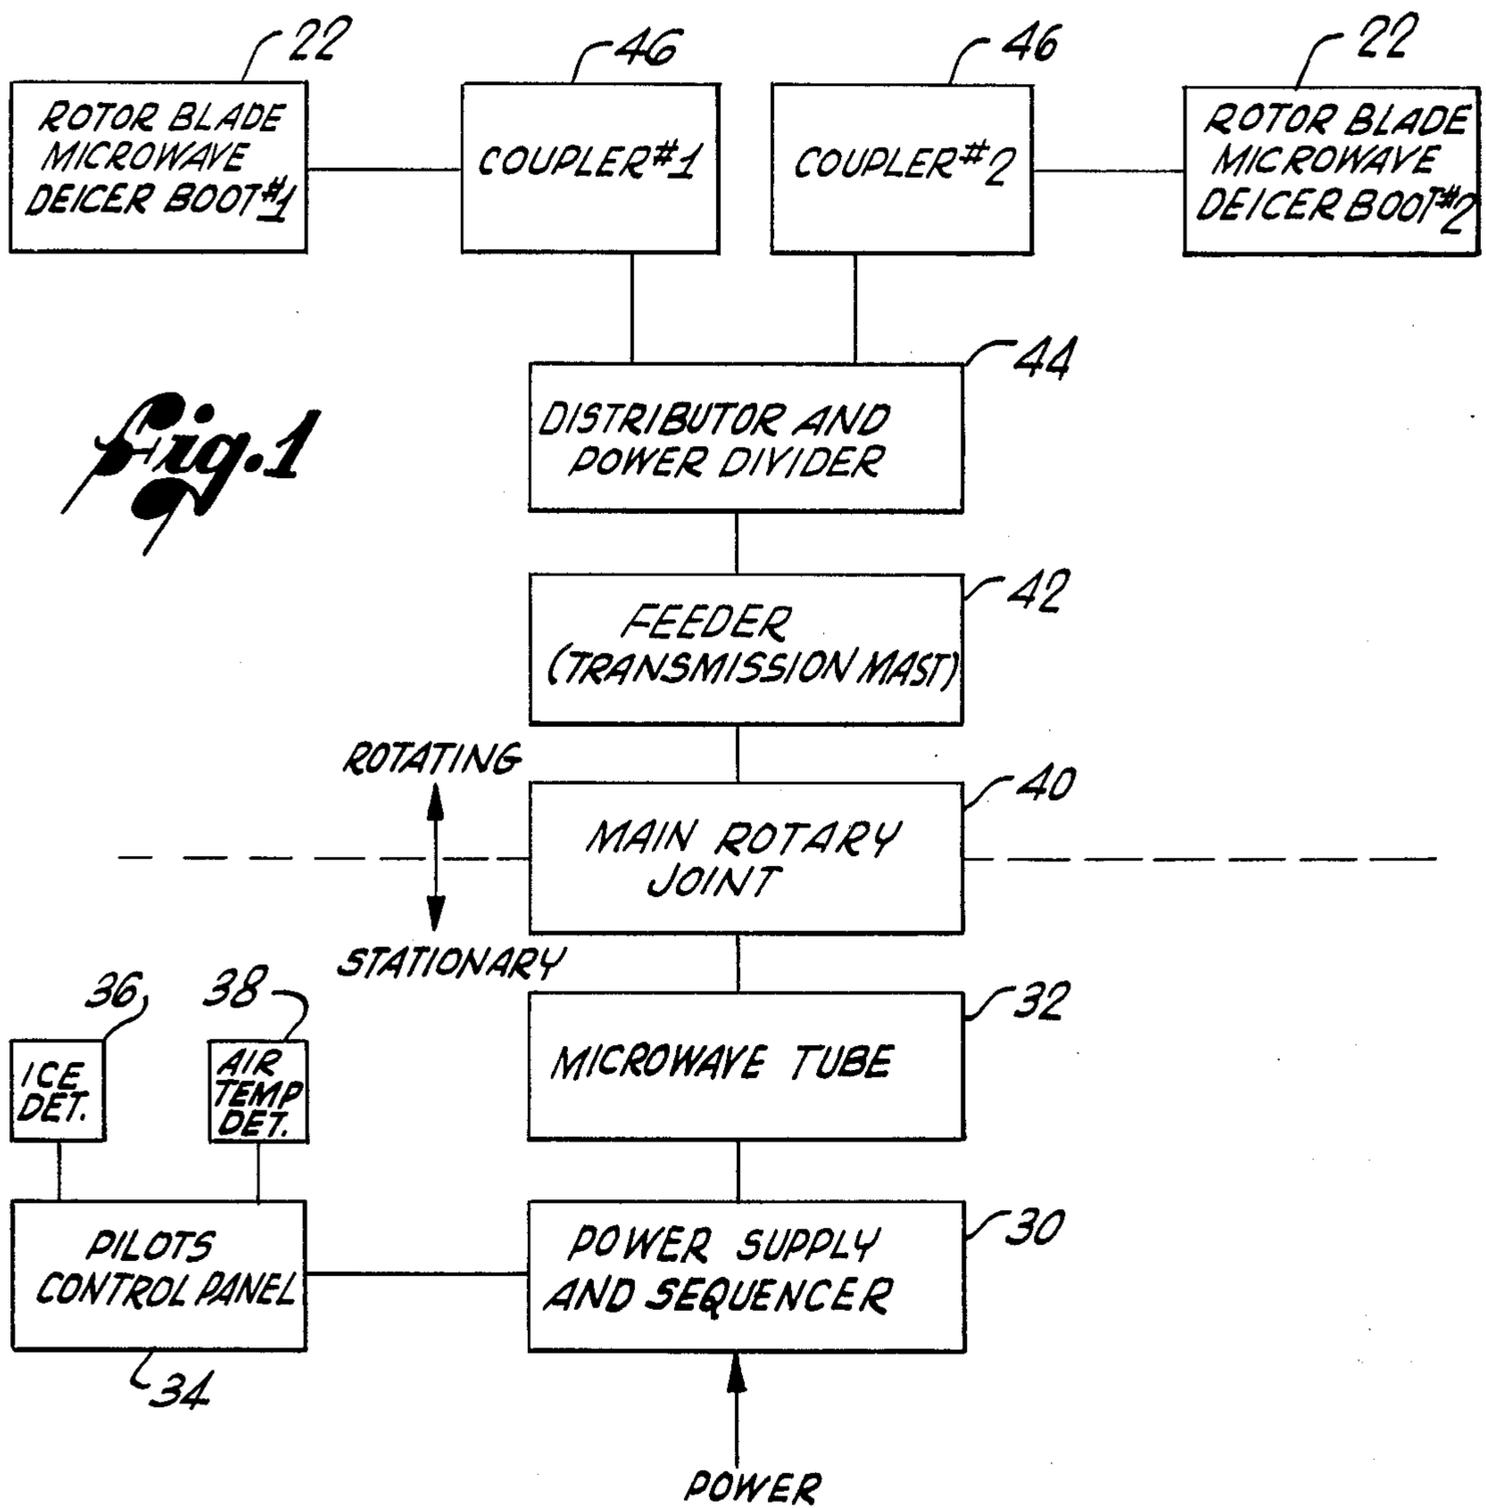 22
46
46
22
ROTOR BLADE
MICROWAVE
DEICER BOOT #1
COUPLER #1
COUPLER #2
ROTOR BLADE
MICROWAVE
DEICER BOOT #2
44
DISTRIBUTOR AND
POWER DIVIDER
Fig. 1
42
FEEDER
(TRANSMISSION MAST)
ROTATING
40
MAIN ROTARY
JOINT
STATIONARY
36
38
32
ICE
DET.
AIR
TEMP
DET.
MICROWAVE TUBE
30
PILOTS
CONTROL PANEL
POWER SUPPLY
AND SEQUENCER
34
POWER